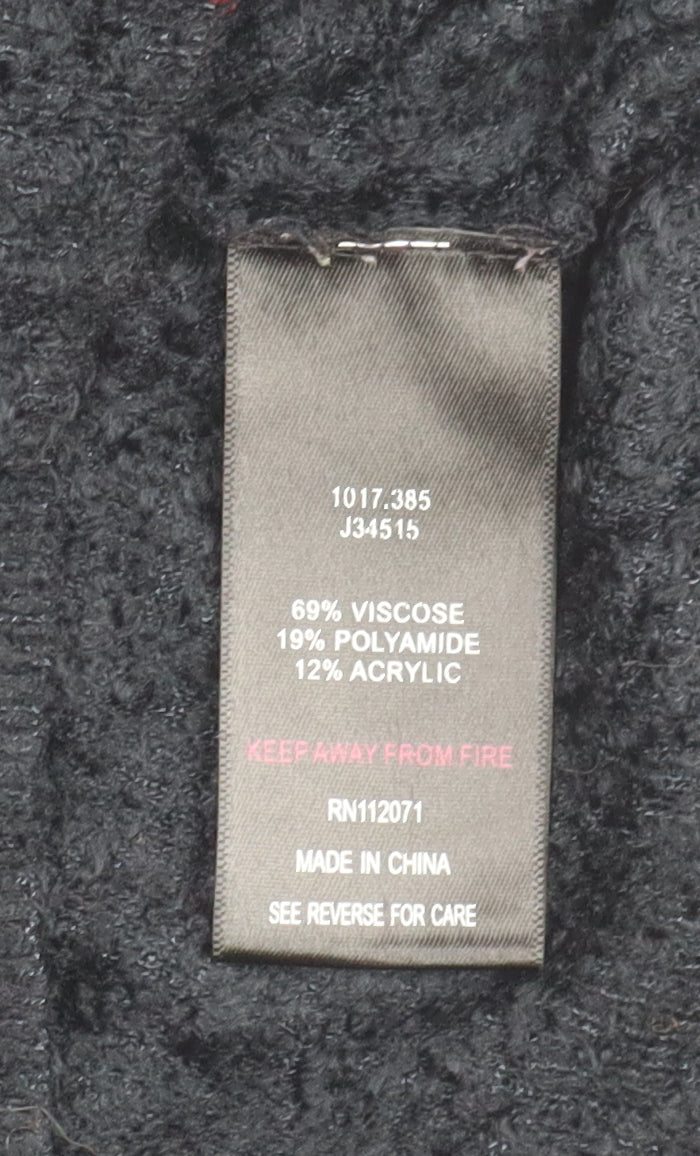 1017.385
J34515
69% VISCOSE
19% POLYAMIDE
12% ACRYLIC
KEEP AWAY FROM FIRE
RN112071
MADE IN CHINA
SEE REVERSE FOR CARE